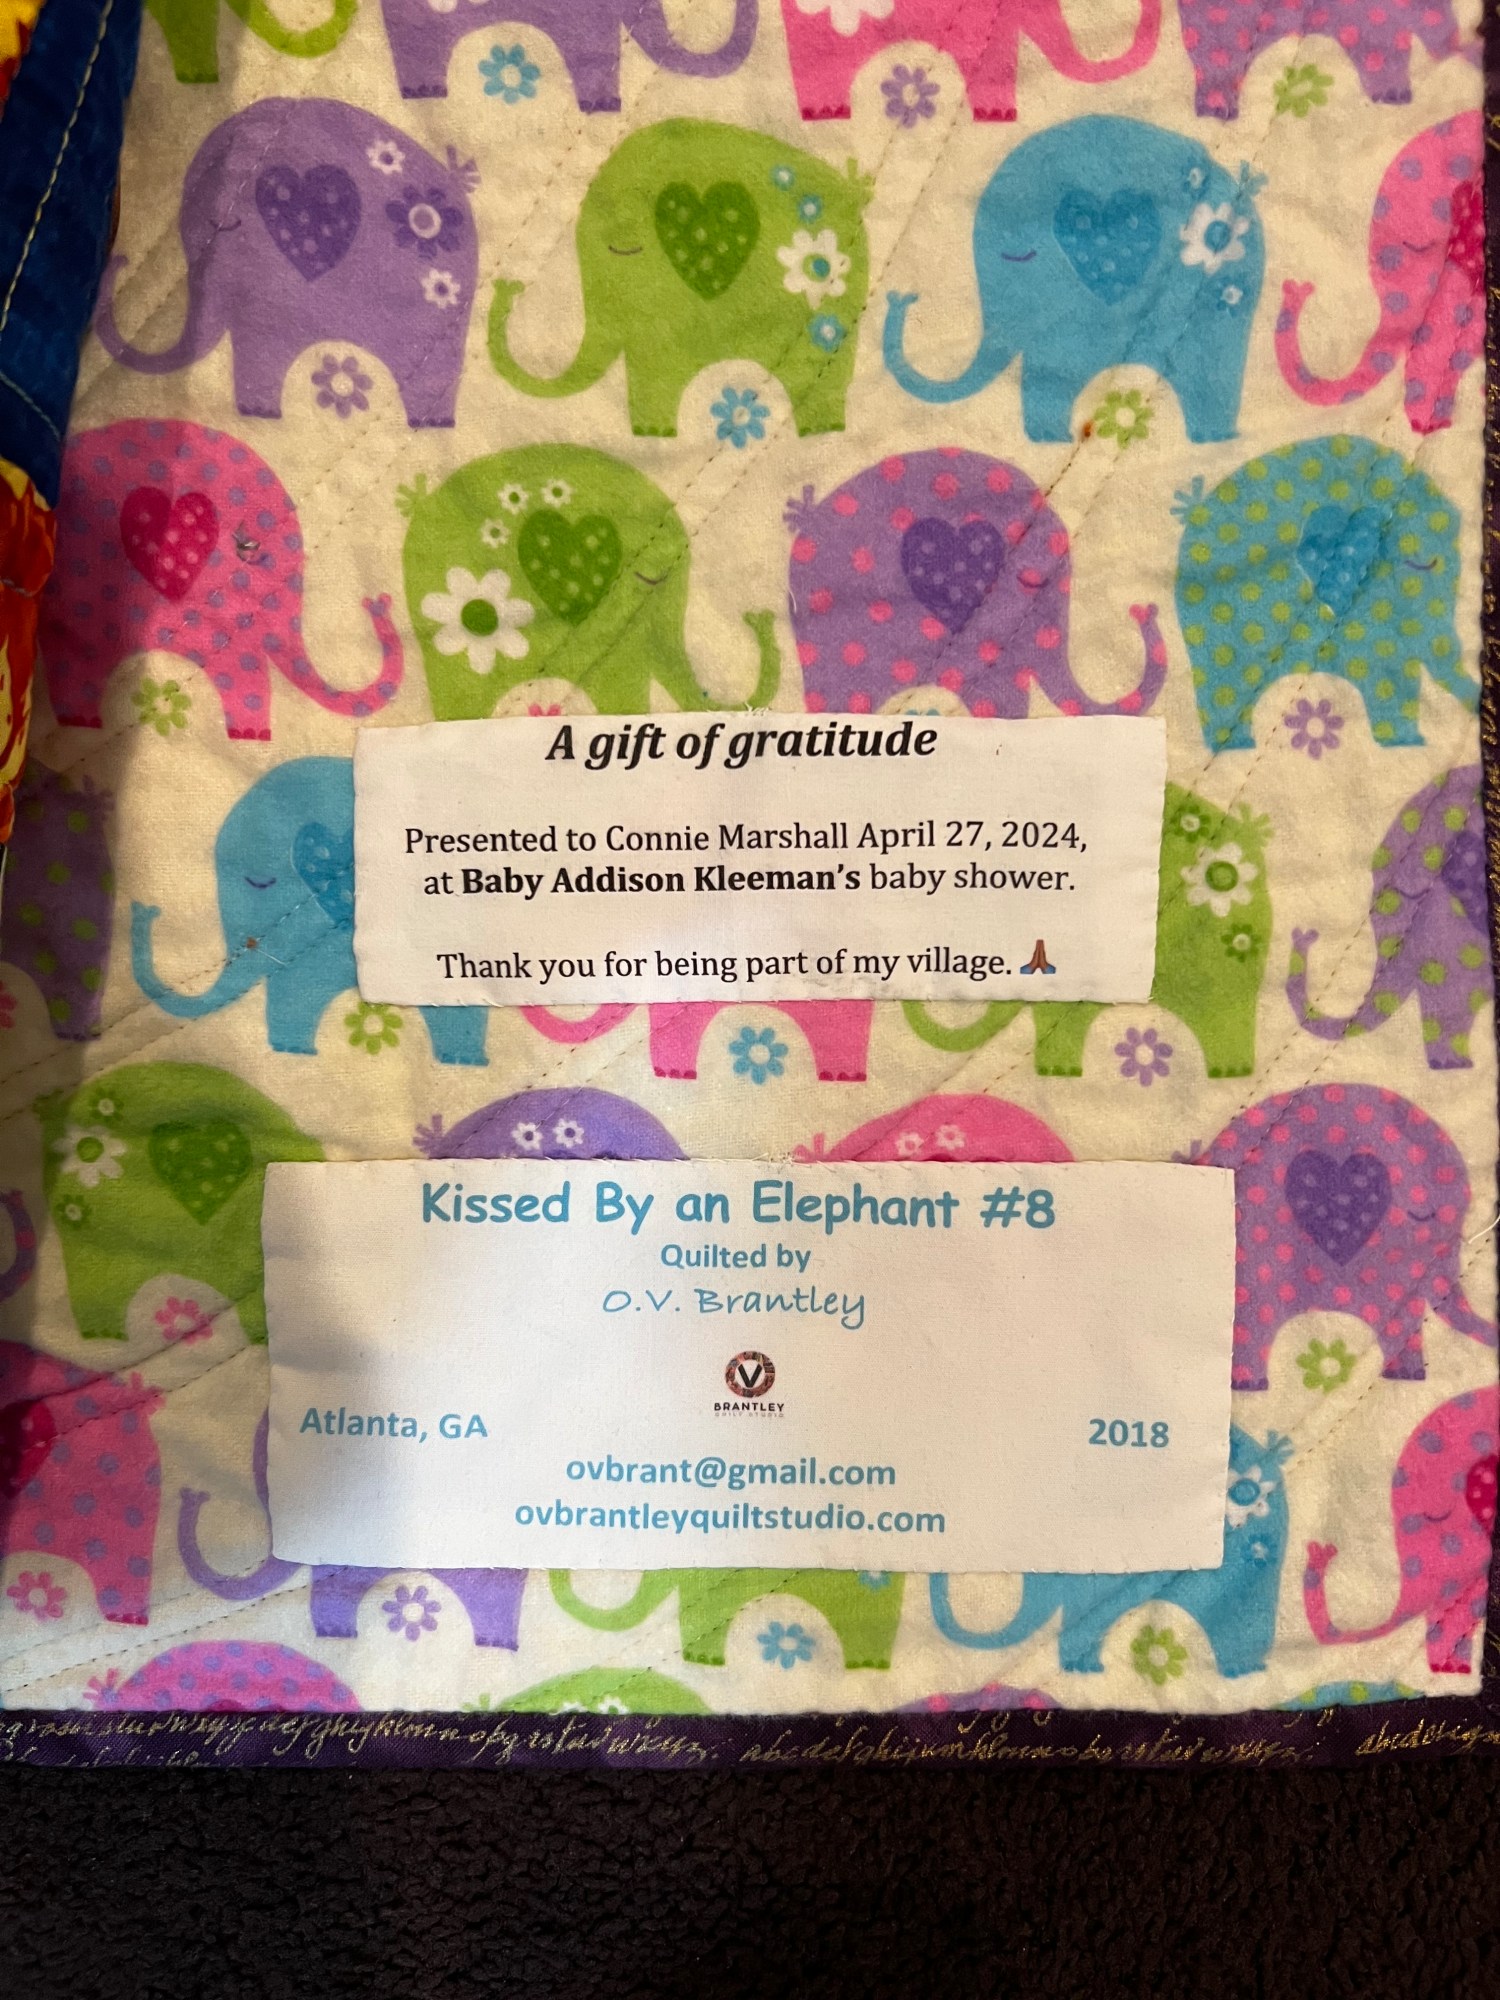 A gift of gratitude
Presented to Connie Marshall April 27, 2024,
at Baby Addison Kleeman's baby shower.
Thank you for being part of my village. 🙏🏾
Kissed By an Elephant #8
Quilted by
O.V. Brantley
V
BRANTLEY
QUILT STUDIO
Atlanta, GA
2018
ovbrant@gmail.com
ovbrantleyquiltstudio.com